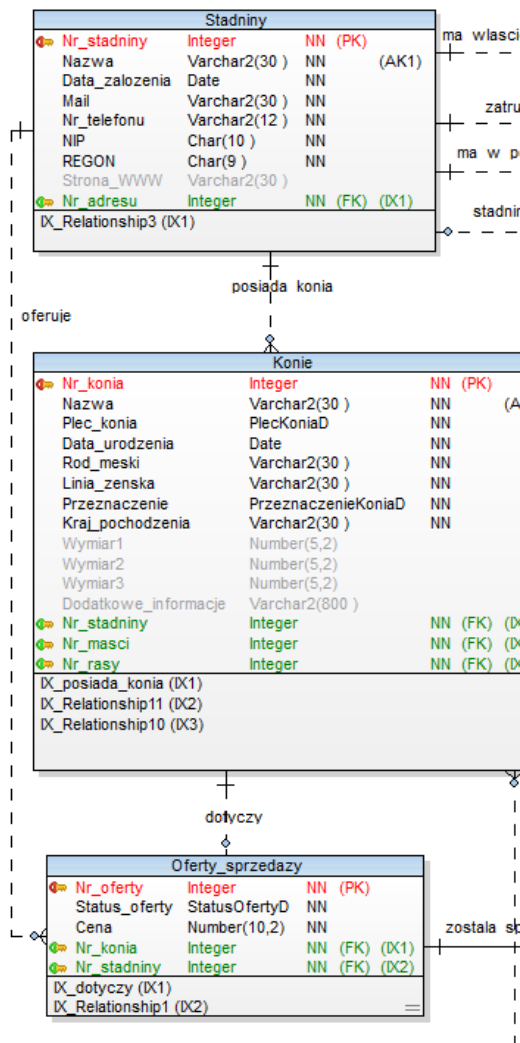 Stadniny
Nr_stadniny Integer NN (PK)
Nazwa Varchar2(30 ) NN (AK1)
Data_zalozenia Date NN
Mail Varchar2(30 ) NN
Nr_telefonu Varchar2(12 ) NN
NIP Char(10 ) NN
REGON Char(9 ) NN
Strona_WWW Varchar2(30 )
Nr_adresu Integer NN (FK) (IX1)
IX_Relationship3 (IX1)
ma wlasci
zatru
ma w p
stadnin
posiada konia
oferuje
Konie
Nr_konia Integer NN (PK)
Nazwa Varchar2(30 ) NN (A
Plec_konia PlecKoniaD NN
Data_urodzenia Date NN
Rod_meski Varchar2(30 ) NN
Linia_zenska Varchar2(30 ) NN
Przeznaczenie PrzeznaczenieKoniaD NN
Kraj_pochodzenia Varchar2(30 ) NN
Wymiar1 Number(5,2)
Wymiar2 Number(5,2)
Wymiar3 Number(5,2)
Dodatkowe_informacje Varchar2(800 )
Nr_stadniny Integer NN (FK) (IX
Nr_masci Integer NN (FK) (IX
Nr_rasy Integer NN (FK) (IX
IX_posiada_konia (IX1)
IX_Relationship11 (IX2)
IX_Relationship10 (IX3)
dotyczy
Oferty_sprzedazy
Nr_oferty Integer NN (PK)
Status_oferty StatusOfertyD NN
Cena Number(10,2) NN
Nr_konia Integer NN (FK) (IX1)
Nr_stadniny Integer NN (FK) (IX2)
IX_dotyczy (IX1)
IX_Relationship1 (IX2)
zostala sp